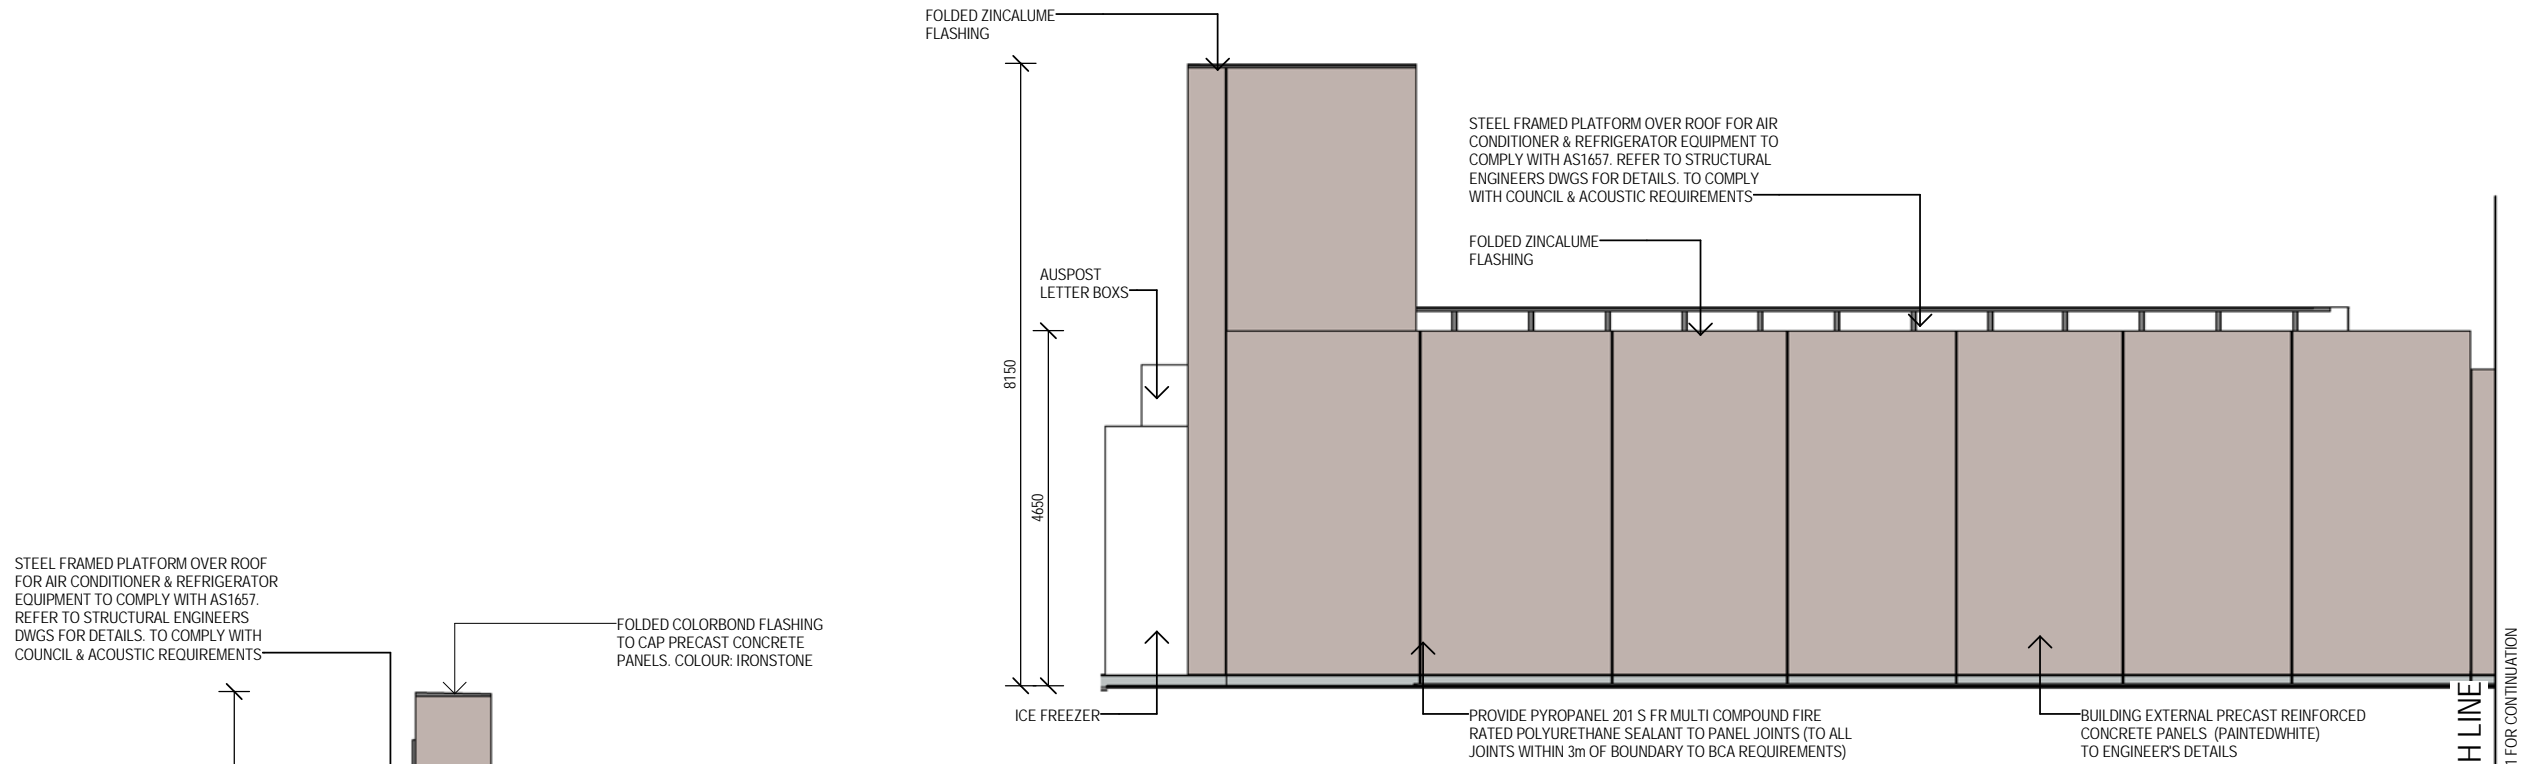 FOLDED ZINCALUME
FLASHING
STEEL FRAMED PLATFORM OVER ROOF FOR AIR
CONDITIONER & REFRIGERATOR EQUIPMENT TO
COMPLY WITH AS1657. REFER TO STRUCTURAL
ENGINEERS DWGS FOR DETAILS. TO COMPLY
WITH COUNCIL & ACOUSTIC REQUIREMENTS
FOLDED ZINCALUME
FLASHING
AUSPOST
LETTER BOXS
8150
4650
STEEL FRAMED PLATFORM OVER ROOF
FOR AIR CONDITIONER & REFRIGERATOR
EQUIPMENT TO COMPLY WITH AS1657.
REFER TO STRUCTURAL ENGINEERS
DWGS FOR DETAILS. TO COMPLY WITH
COUNCIL & ACOUSTIC REQUIREMENTS
FOLDED COLORBOND FLASHING
TO CAP PRECAST CONCRETE
PANELS. COLOUR: IRONSTONE
ICE FREEZER
PROVIDE PYROPANEL 201 S FR MULTI COMPOUND FIRE
RATED POLYURETHANE SEALANT TO PANEL JOINTS (TO ALL
JOINTS WITHIN 3m OF BOUNDARY TO BCA REQUIREMENTS)
BUILDING EXTERNAL PRECAST REINFORCED
CONCRETE PANELS (PAINTEDWHITE)
TO ENGINEER'S DETAILS
H LINE
1 FOR CONTINUATION